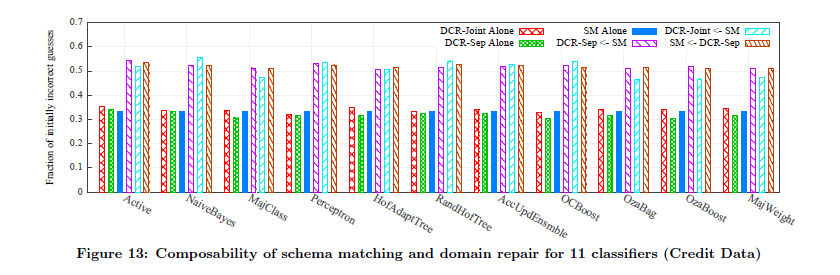 Fraction of initially incorrect guesses
0.7
0.6
0.5
0.4
0.3
0.2
0.1
0
DCR-Joint Alone
DCR-Sep Alone
SM Alone
DCR-Sep <- SM
DCR-Joint <- SM
SM <- DCR-Sep
Active
NaiveBayes
MajClass
Perceptron
HofAdaptTree
RandHofTree
AccUpdEnsmble
OCBoost
OzaBag
OzaBoost
MajWeight
Figure 13: Composability of schema matching and domain repair for 11 classifiers (Credit Data)